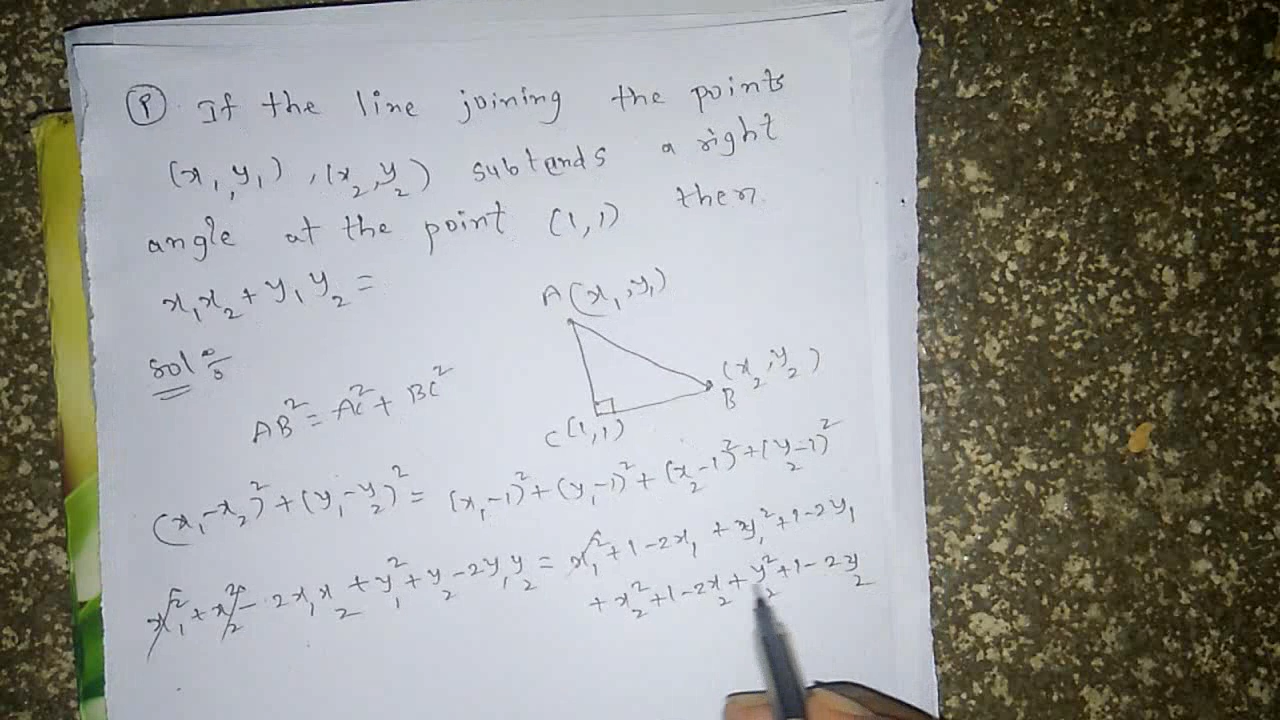 (P) If the line joining the points
(x₁, y₁), (x₂, y₂) subtends a right
angle at the point (1,1) then
x₁x₂ + y₁y₂ =
Sol:
A(x₁, y₁)
(x₂, y₂)
B
C(1,1)
AB² = AC² + BC²
(x₁-x₂)² + (y₁-y₂)² = (x₁-1)² + (y₁-1)² + (x₂-1)² + (y₂-1)²
x₁² + x₂² - 2x₁x₂ + y₁² + y₂ - 2y₁y₂ = x₁² + 1 - 2x₁ + y₁² + 1 - 2y₁
+ x₂² + 1 - 2x₂ + y₂² + 1 - 2y₂